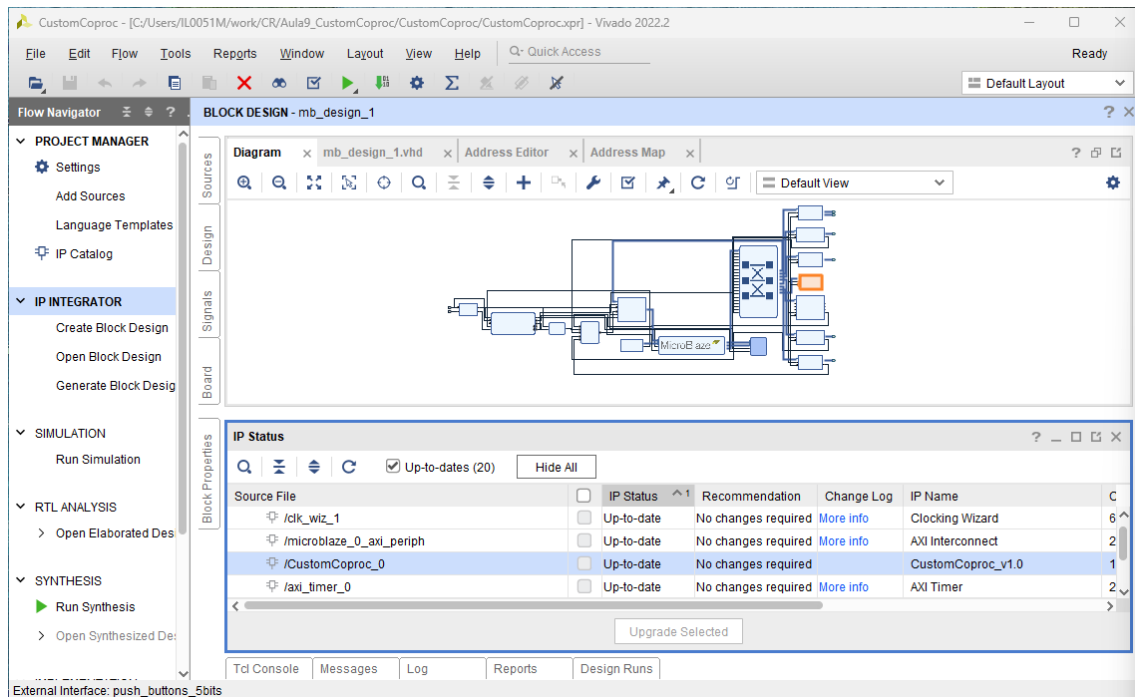 CustomCoproc - [C:/Users/IL0051M/work/CR/Aula9_CustomCoproc/CustomCoproc/CustomCoproc.xpr] - Vivado 2022.2
File Edit Flow Tools Reports Window Layout View Help Q- Quick Access Ready
Default Layout
Flow Navigator ? BLOCK DESIGN - mb_design_1 ?
PROJECT MANAGER
Settings
Add Sources
Language Templates
IP Catalog
IP INTEGRATOR
Create Block Design
Open Block Design
Generate Block Desig
SIMULATION
Run Simulation
RTL ANALYSIS
Open Elaborated Des
SYNTHESIS
Run Synthesis
Open Synthesized De
Sources
Design
Signals
Board
Block Properties
Diagram mb_design_1.vhd Address Editor Address Map ?
Default View
MicroBlaze
IP Status ?
Up-to-dates (20) Hide All
Source File IP Status 1 Recommendation Change Log IP Name C
/clk_wiz_1 Up-to-date No changes required More info Clocking Wizard 6
/microblaze_0_axi_periph Up-to-date No changes required More info AXI Interconnect 2
/CustomCoproc_0 Up-to-date No changes required CustomCoproc_v1.0 1
/axi_timer_0 Up-to-date No changes required More info AXI Timer 2
Upgrade Selected
Tcl Console Messages Log Reports Design Runs
External Interface: push_buttons_5bits